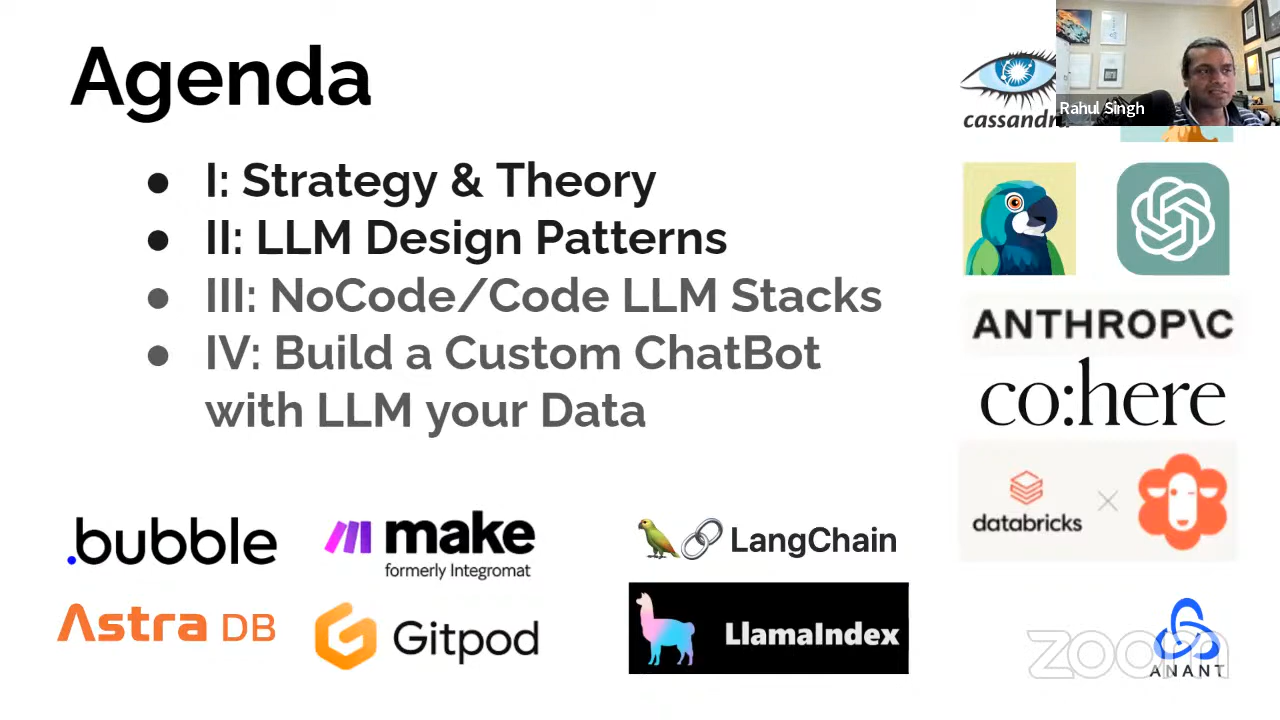 Agenda
cassandra
Rahul Singh
● I: Strategy & Theory
● II: LLM Design Patterns
● III: NoCode/Code LLM Stacks
● IV: Build a Custom ChatBot
with LLM your Data
ANTHROP\C
co:here
databricks
.bubble
make
formerly Integromat
LangChain
Astra DB
Gitpod
LlamaIndex
zoom
ANANT